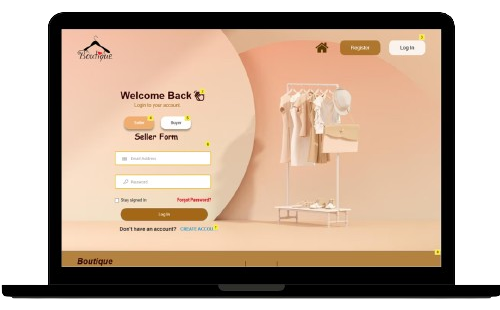 Boutique
Register
Log In
Welcome Back
Login to your account
Seller
Buyer
Seller Form
Email Address
Password
Stay signed in
Forgot Password?
Log In
Don't have an account? CREATE ACCOU
Boutique